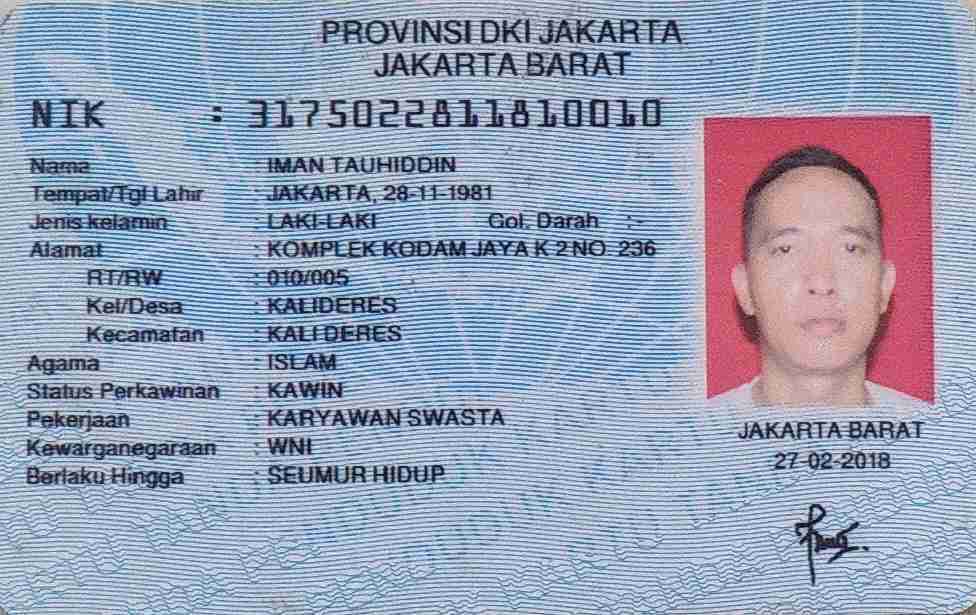 PROVINSI DKI JAKARTA
JAKARTA BARAT
NIK : 3175022811810010
Nama : IMAN TAUHIDDIN
Tempat/Tgl Lahir : JAKARTA, 28-11-1981
Jenis kelamin : LAKI-LAKI Gol. Darah :-
Alamat : KOMPLEK KODAM JAYA K 2 NO 236
RT/RW : 010/005
Kel/Desa : KALIDERES
Kecamatan : KALI DERES
Agama : ISLAM
Status Perkawinan : KAWIN
Pekerjaan : KARYAWAN SWASTA
Kewarganegaraan : WNI
Berlaku Hingga : SEUMUR HIDUP
JAKARTA BARAT
27-02-2018